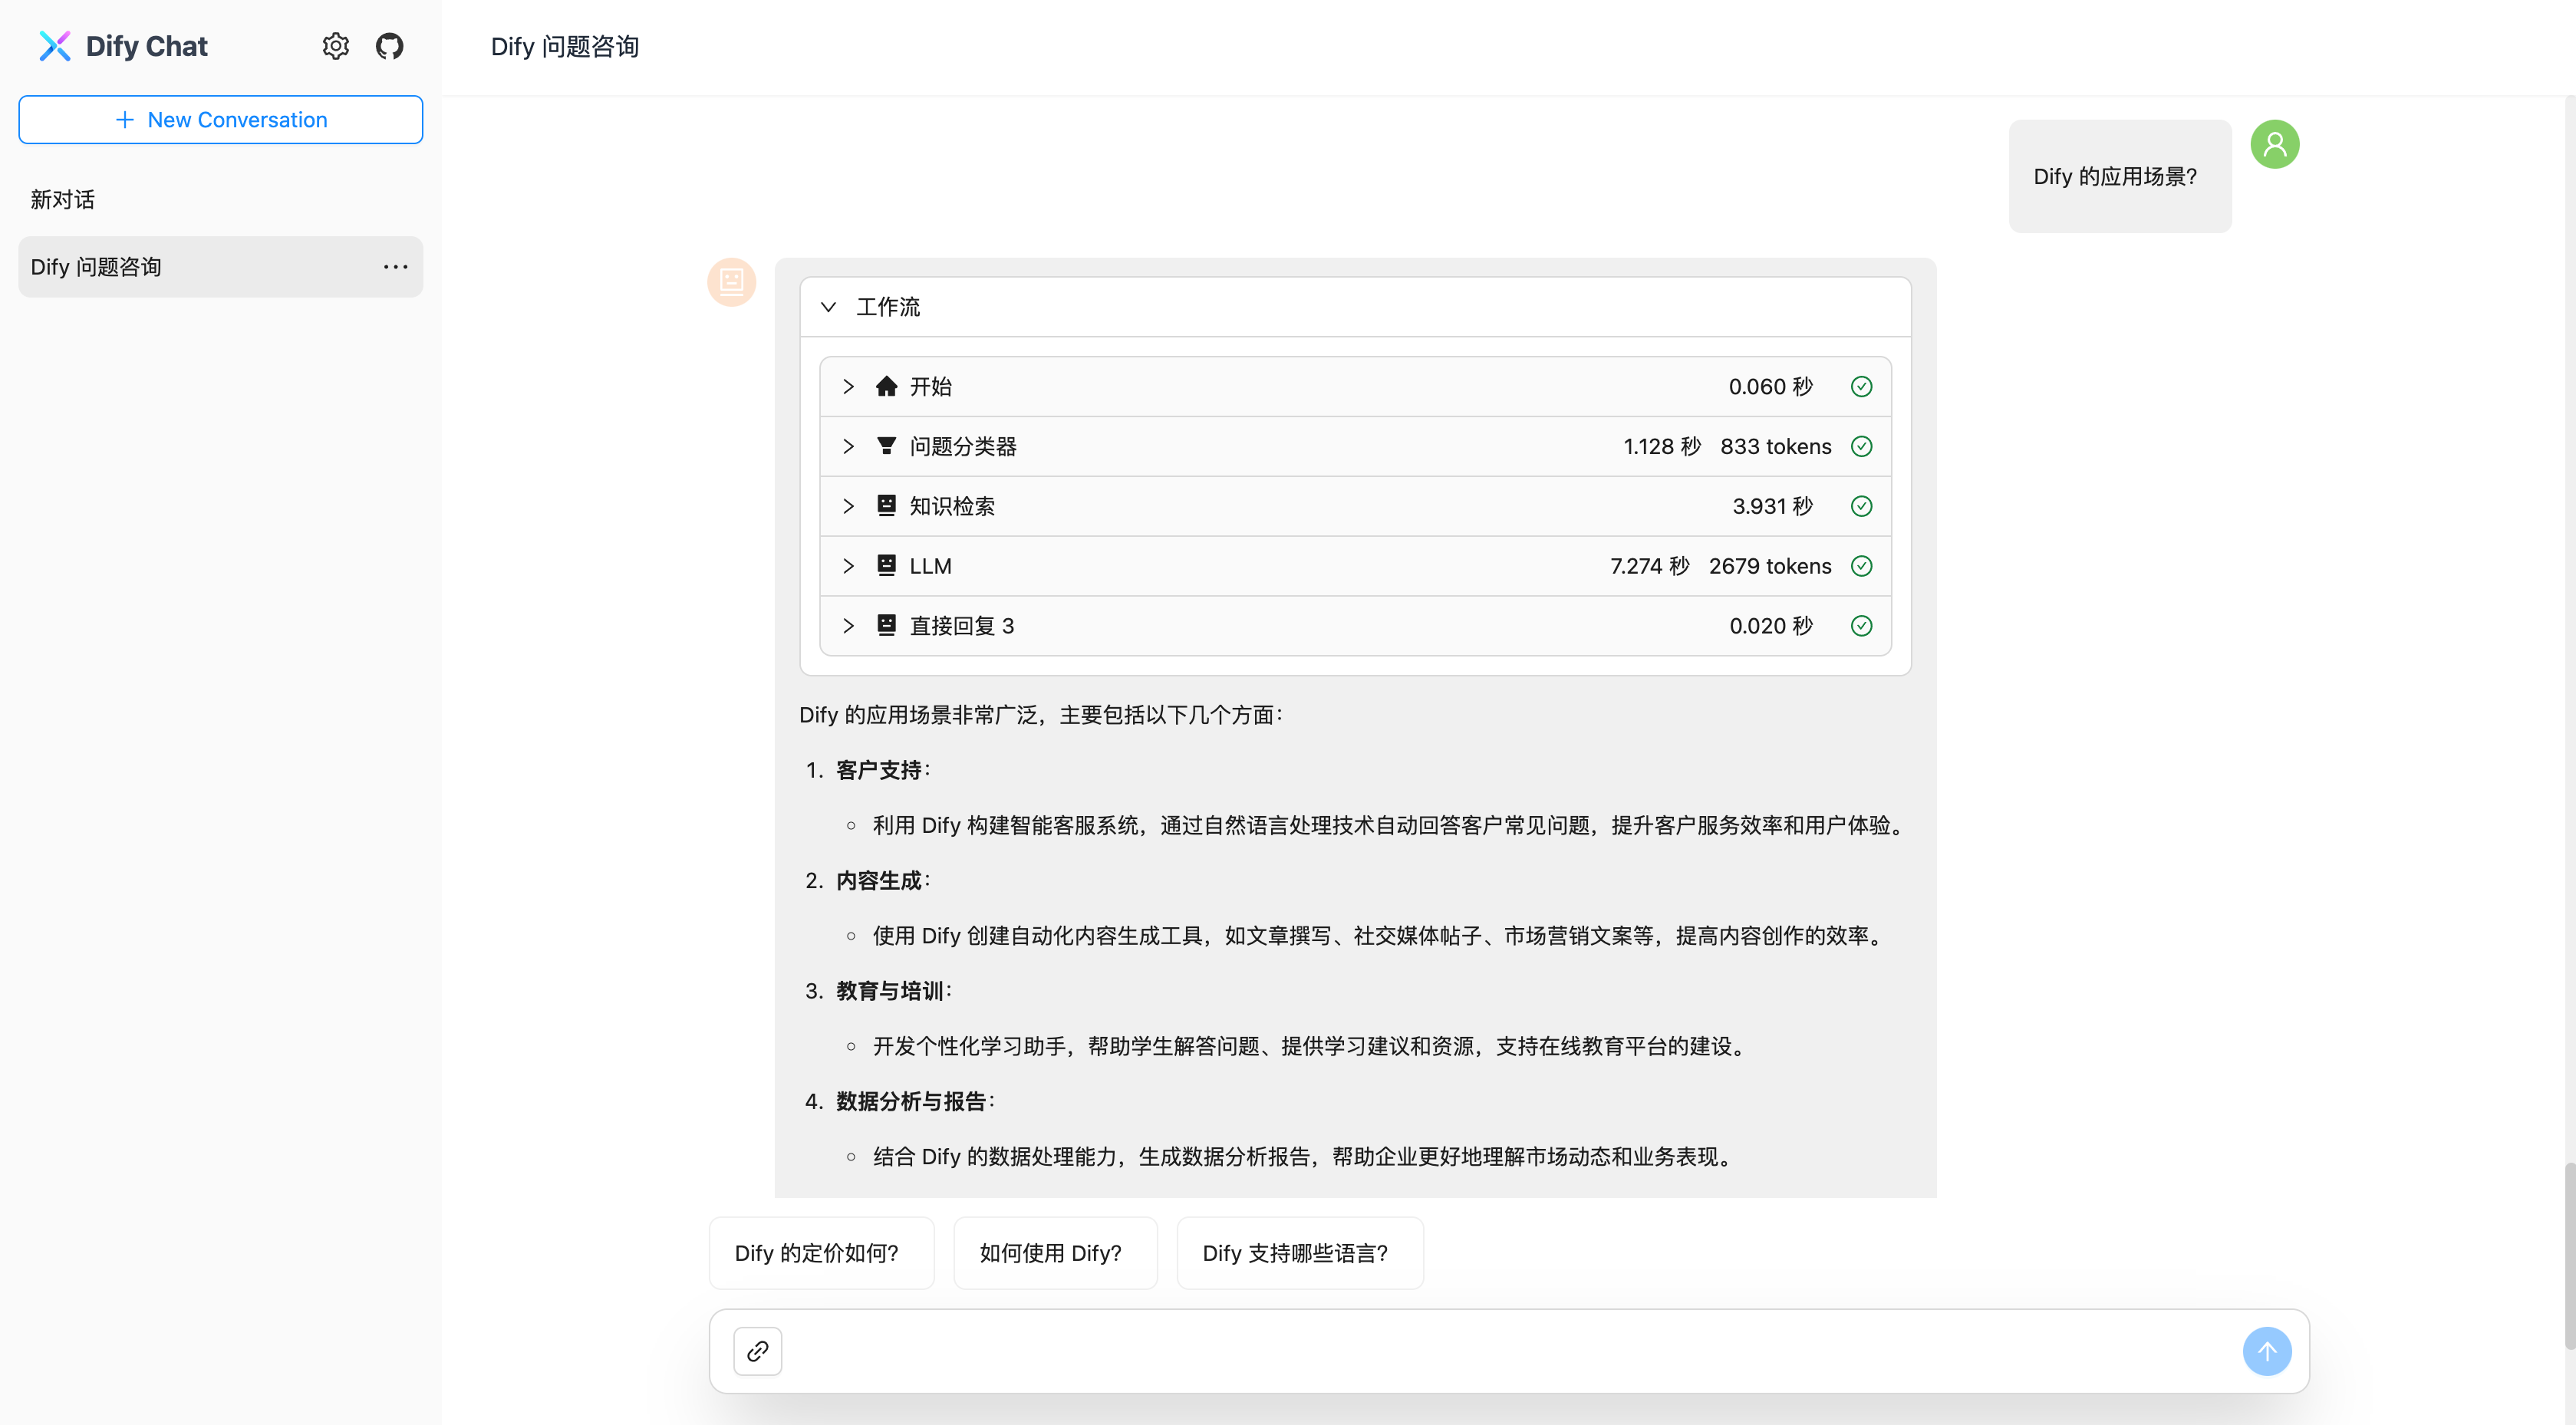 Dify Chat
New Conversation
新对话
Dify 问题咨询
Dify 问题咨询
Dify 的应用场景?
工作流
开始 0.060 秒
问题分类器 1.128 秒 833 tokens
知识检索 3.931 秒
LLM 7.274 秒 2679 tokens
直接回复 3 0.020 秒
Dify 的应用场景非常广泛，主要包括以下几个方面：
1. 客户支持：
利用 Dify 构建智能客服系统，通过自然语言处理技术自动回答客户常见问题，提升客户服务效率和用户体验。
2. 内容生成：
使用 Dify 创建自动化内容生成工具，如文章撰写、社交媒体帖子、市场营销文案等，提高内容创作的效率。
3. 教育与培训：
开发个性化学习助手，帮助学生解答问题、提供学习建议和资源，支持在线教育平台的建设。
4. 数据分析与报告：
结合 Dify 的数据处理能力，生成数据分析报告，帮助企业更好地理解市场动态和业务表现。
Dify 的定价如何? 如何使用 Dify? Dify 支持哪些语言?